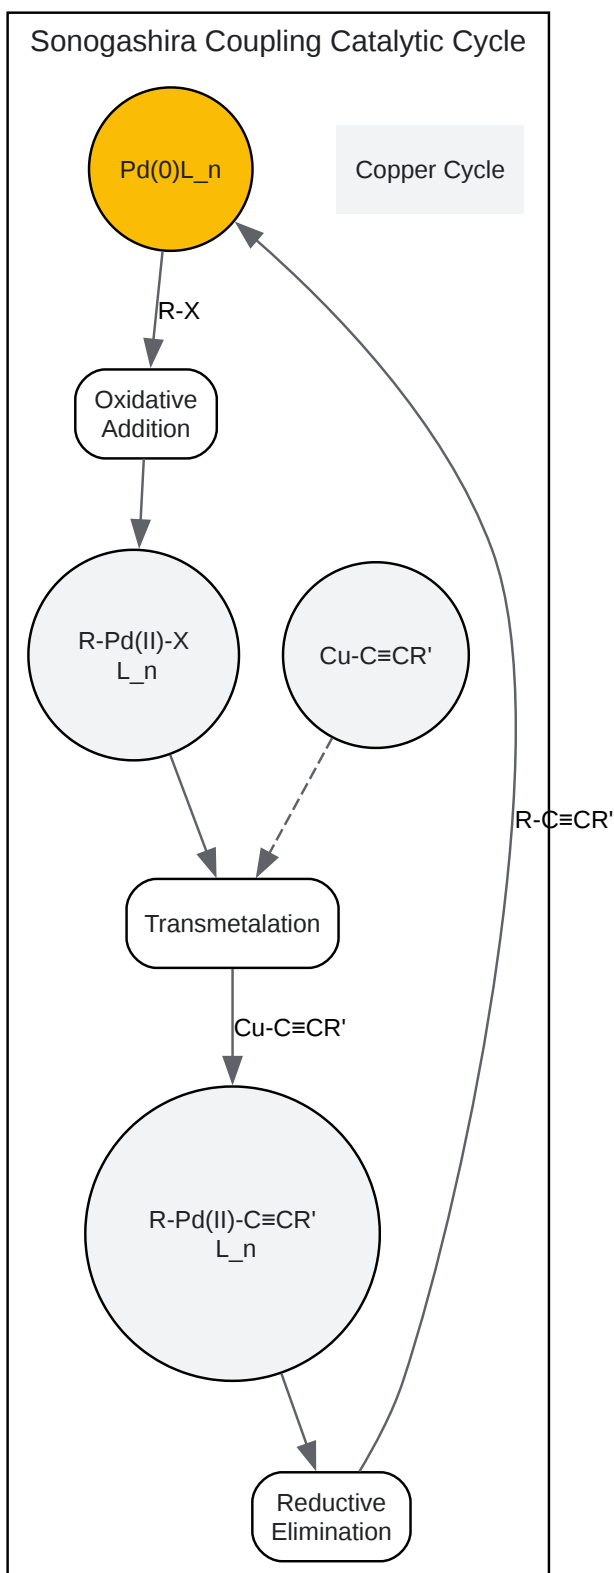 Sonogashira Coupling Catalytic Cycle
Pd(0)L_n
Copper Cycle
R-X
Oxidative
Addition
R-Pd(II)-X
L_n
Cu-C≡CR'
R-C≡CR'
Transmetalation
Cu-C≡CR'
R-Pd(II)-C≡CR'
L_n
Reductive
Elimination